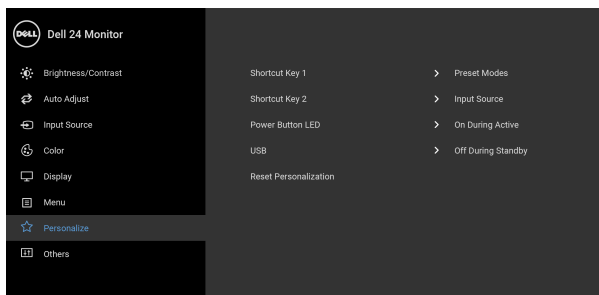 DELL Dell 24 Monitor
Brightness/Contrast
Auto Adjust
Input Source
Color
Display
Menu
Personalize
Others
Shortcut Key 1 > Preset Modes
Shortcut Key 2 > Input Source
Power Button LED > On During Active
USB > Off During Standby
Reset Personalization